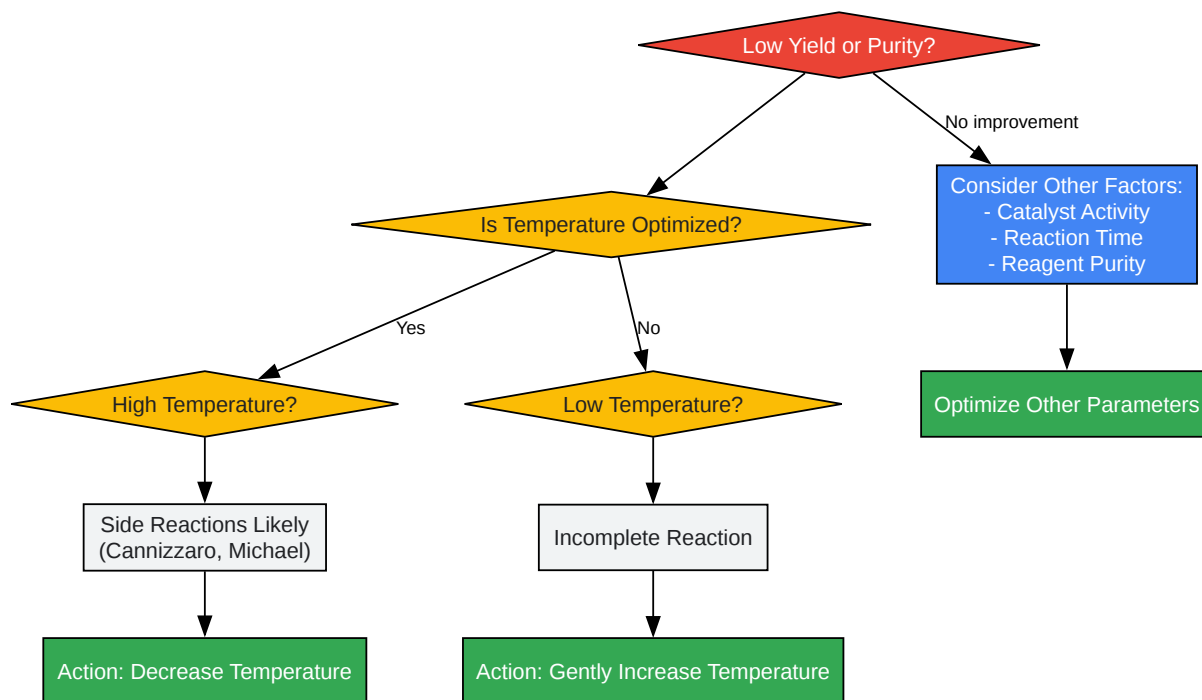 Low Yield or Purity?
No improvement
Consider Other Factors:
- Catalyst Activity
- Reaction Time
- Reagent Purity
Is Temperature Optimized?
Yes
No
High Temperature?
Low Temperature?
Optimize Other Parameters
Side Reactions Likely
(Cannizzaro, Michael)
Incomplete Reaction
Action: Decrease Temperature
Action: Gently Increase Temperature